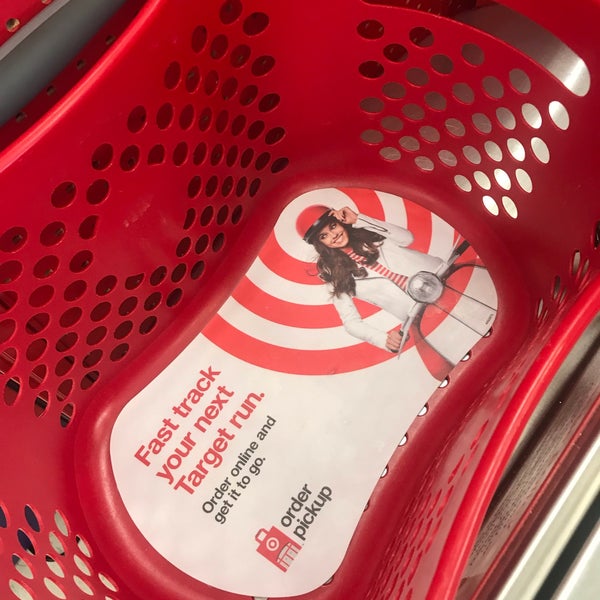 Fast track
your next
Target run.
Order online and
get it to go.
order
pickup